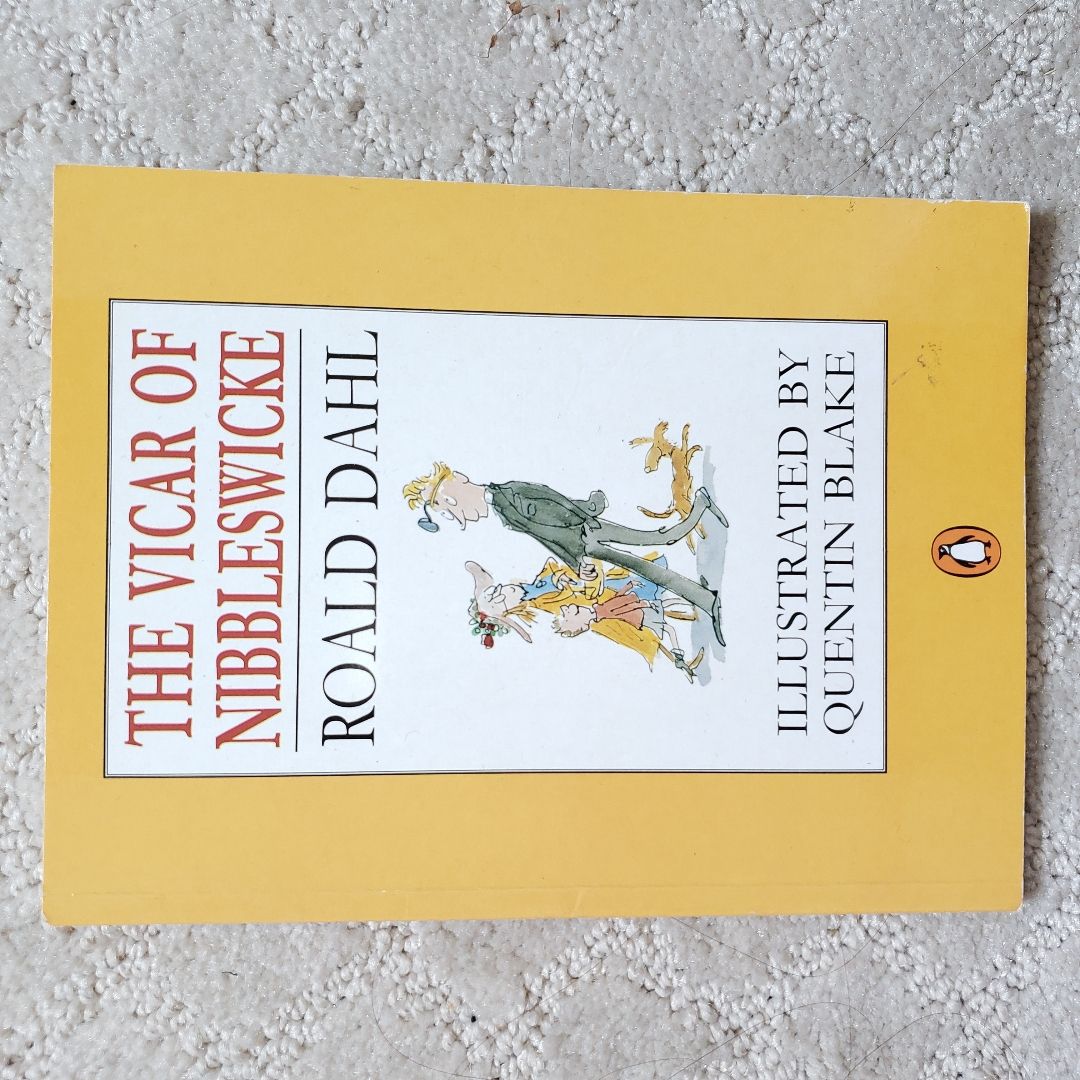 THE VICAR OF
NIBBLESWICKE
ROALD DAHL
ILLUSTRATED BY
QUENTIN BLAKE